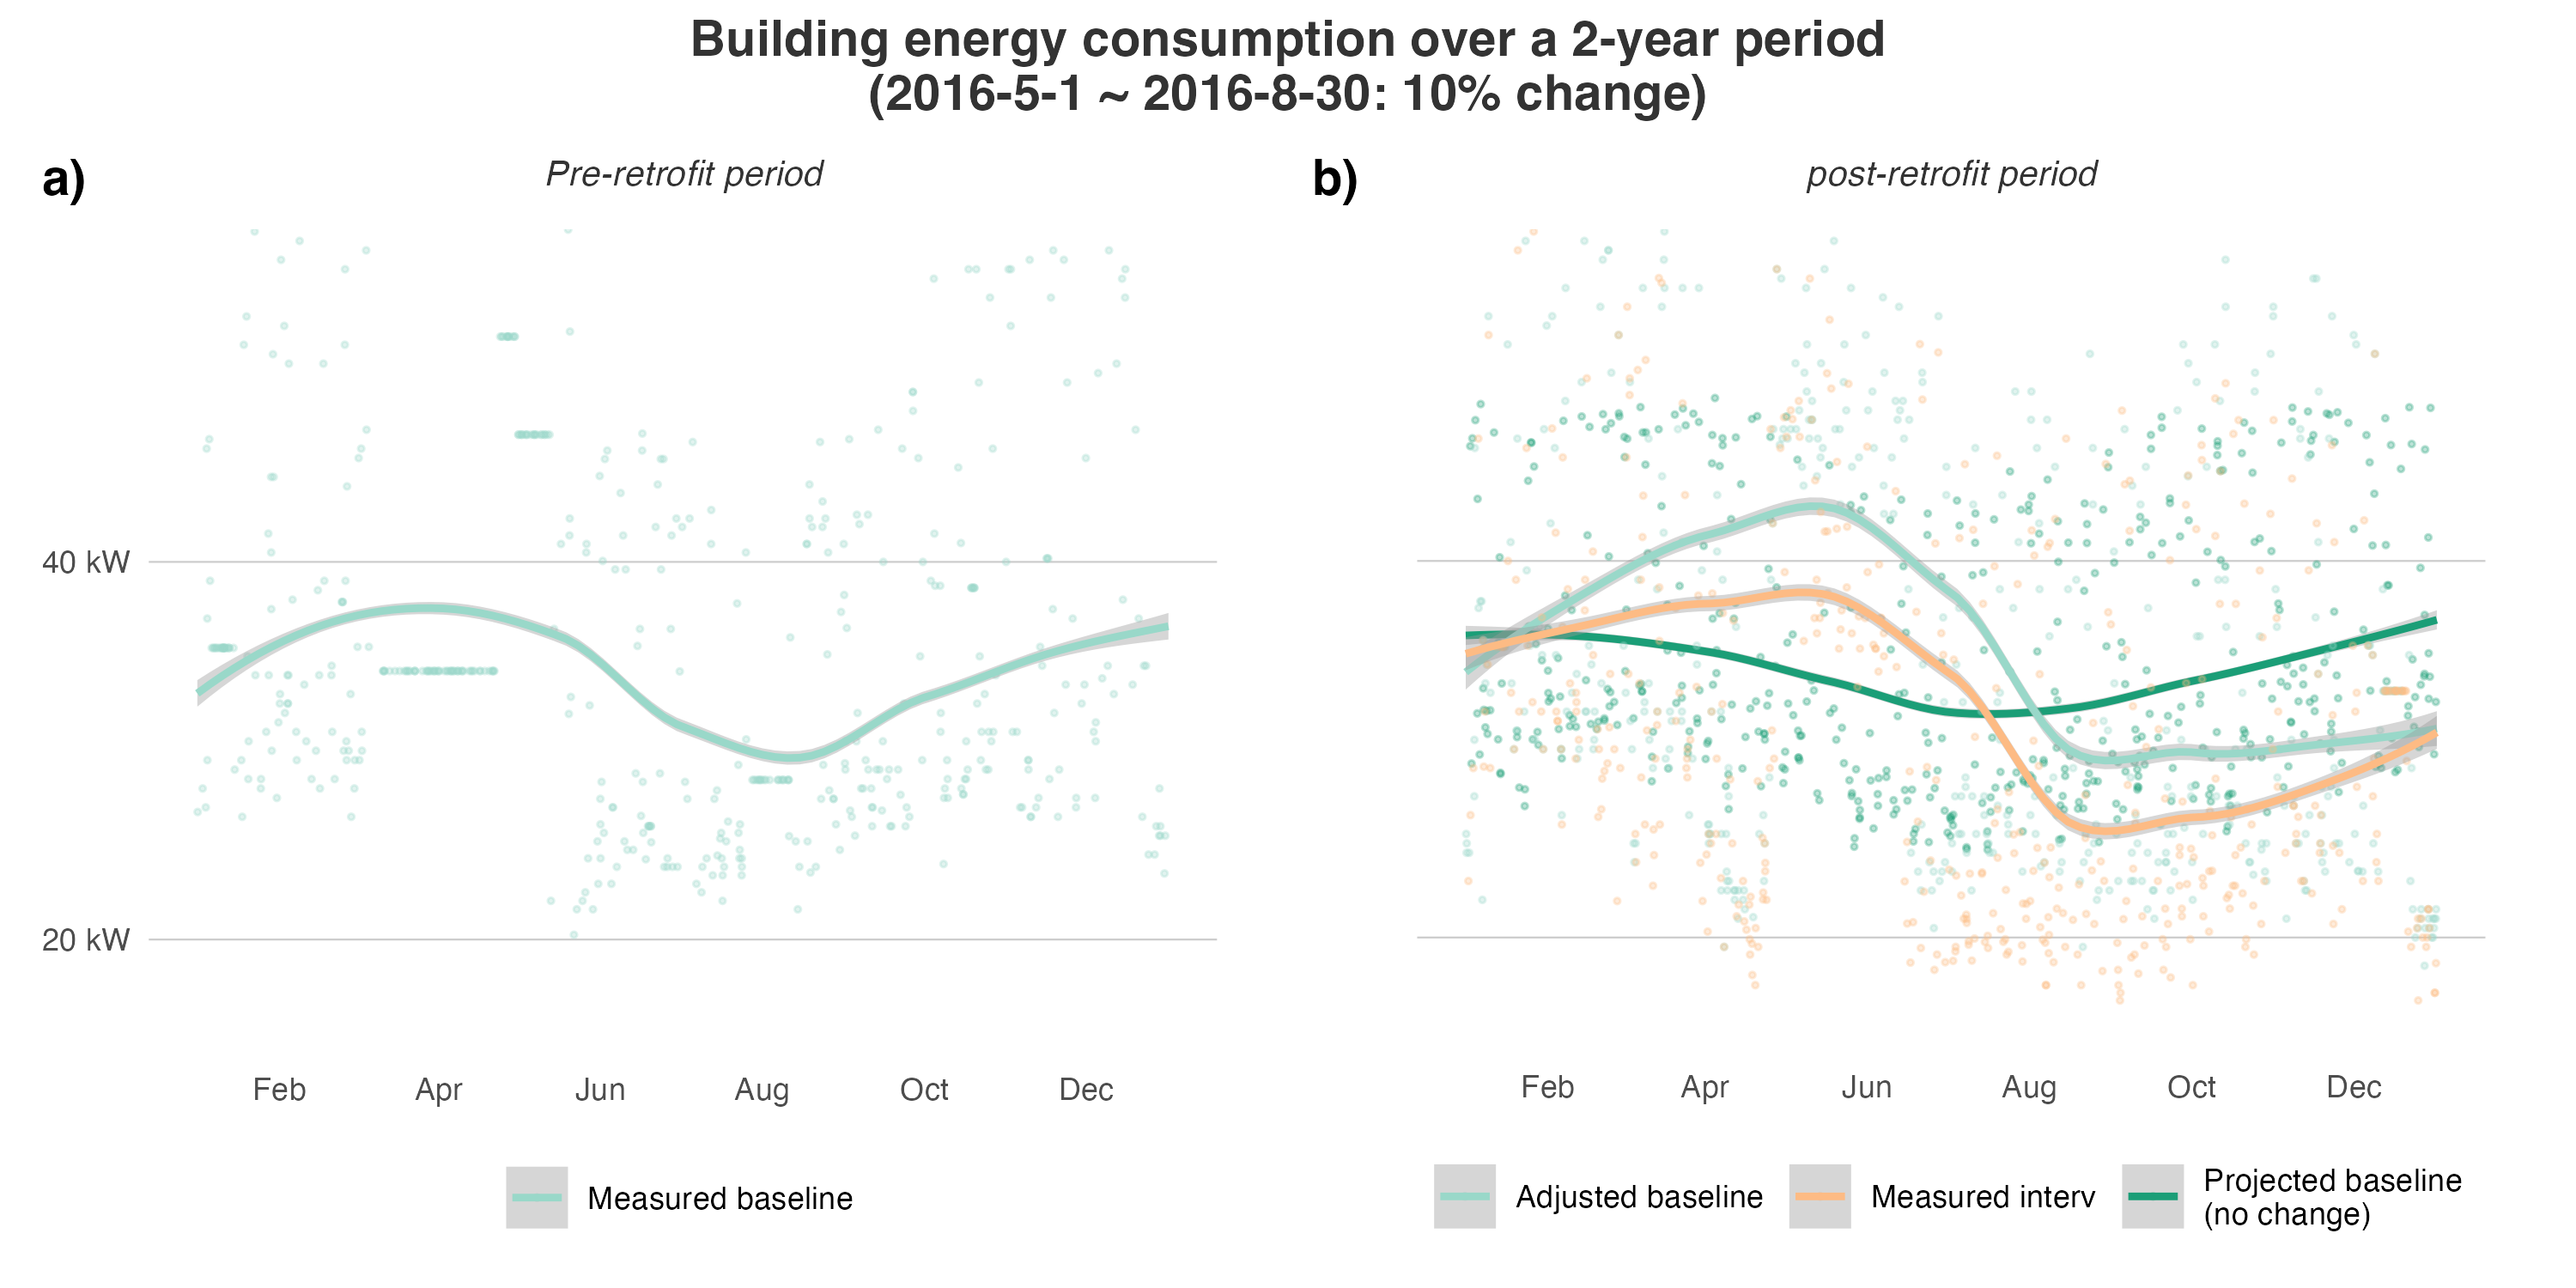 Building energy consumption over a 2-year period
(2016-5-1 ~ 2016-8-30: 10% change)
a)
Pre-retrofit period
40 kW
20 kW
Feb Apr Jun Aug Oct Dec
Measured baseline
b)
post-retrofit period
Feb Apr Jun Aug Oct Dec
Adjusted baseline
Measured interv
Projected baseline
(no change)